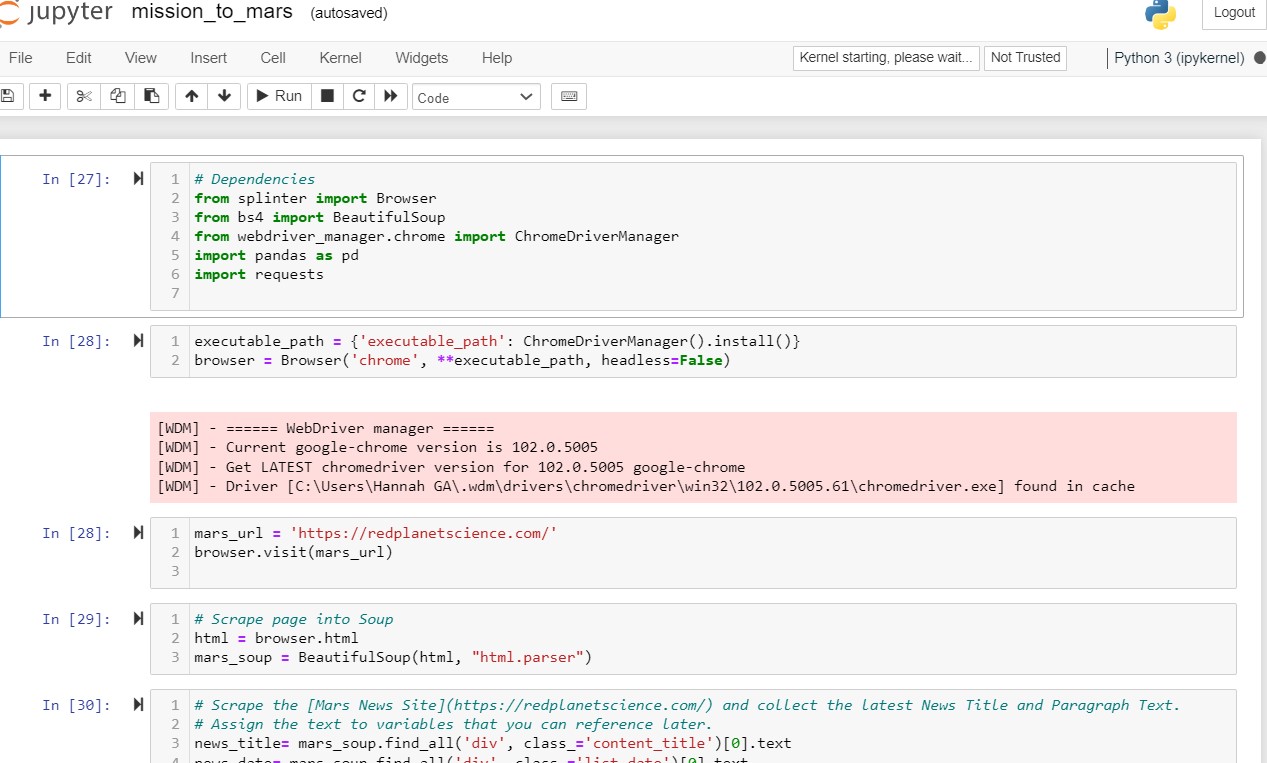 jupyter mission_to_mars (autosaved)
Logout
File Edit View Insert Cell Kernel Widgets Help
Kernel starting, please wait... Not Trusted Python 3 (ipykernel)
Run Code
In [27]:
1 # Dependencies
2 from splinter import Browser
3 from bs4 import BeautifulSoup
4 from webdriver_manager.chrome import ChromeDriverManager
5 import pandas as pd
6 import requests
7
In [28]:
1 executable_path = {'executable_path': ChromeDriverManager().install()}
2 browser = Browser('chrome', **executable_path, headless=False)
[WDM] - ====== WebDriver manager ======
[WDM] - Current google-chrome version is 102.0.5005
[WDM] - Get LATEST chromedriver version for 102.0.5005 google-chrome
[WDM] - Driver [C:\Users\Hannah GA\.wdm\drivers\chromedriver\win32\102.0.5005.61\chromedriver.exe] found in cache
In [28]:
1 mars_url = 'https://redplanetscience.com/'
2 browser.visit(mars_url)
3
In [29]:
1 # Scrape page into Soup
2 html = browser.html
3 mars_soup = BeautifulSoup(html, "html.parser")
In [30]:
1 # Scrape the [Mars News Site](https://redplanetscience.com/) and collect the latest News Title and Paragraph Text.
2 # Assign the text to variables that you can reference later.
3 news_title= mars_soup.find_all('div', class_='content_title')[0].text
4 news_date= mars_soup.find_all('div', class_='list_date')[0].text